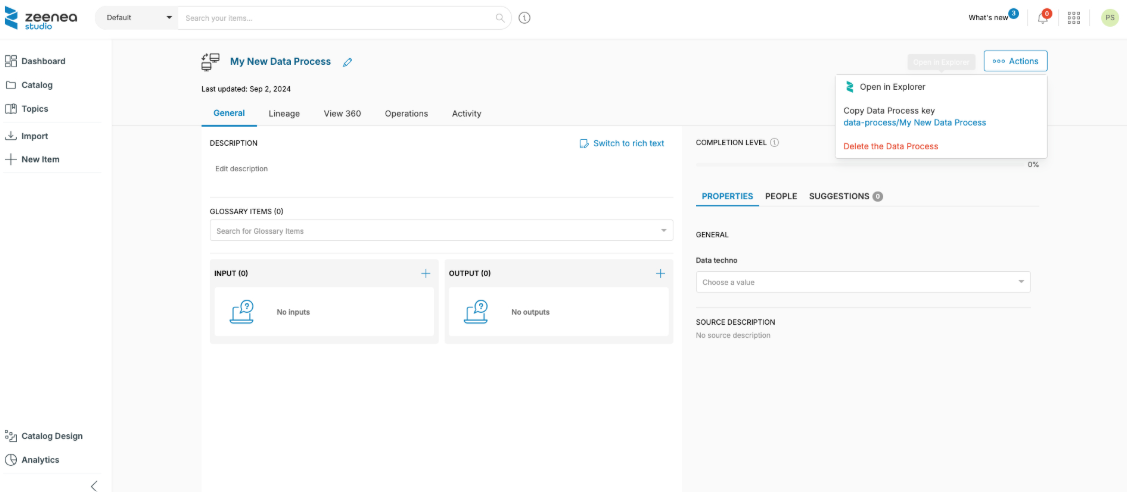 zeenea
studio
Default
Search your items...
What's new
3
0
PS
Dashboard
Catalog
Topics
Import
New Item
Catalog Design
Analytics
My New Data Process
Last updated: Sep 2, 2024
Open in Explorer
Actions
Open in Explorer
Copy Data Process key
data-process/My New Data Process
Delete the Data Process
General
Lineage
View 360
Operations
Activity
DESCRIPTION
Switch to rich text
Edit description
GLOSSARY ITEMS (0)
Search for Glossary Items
INPUT (0)
No inputs
OUTPUT (0)
No outputs
COMPLETION LEVEL
0%
PROPERTIES
PEOPLE
SUGGESTIONS 0
GENERAL
Data techno
Choose a value
SOURCE DESCRIPTION
No source description